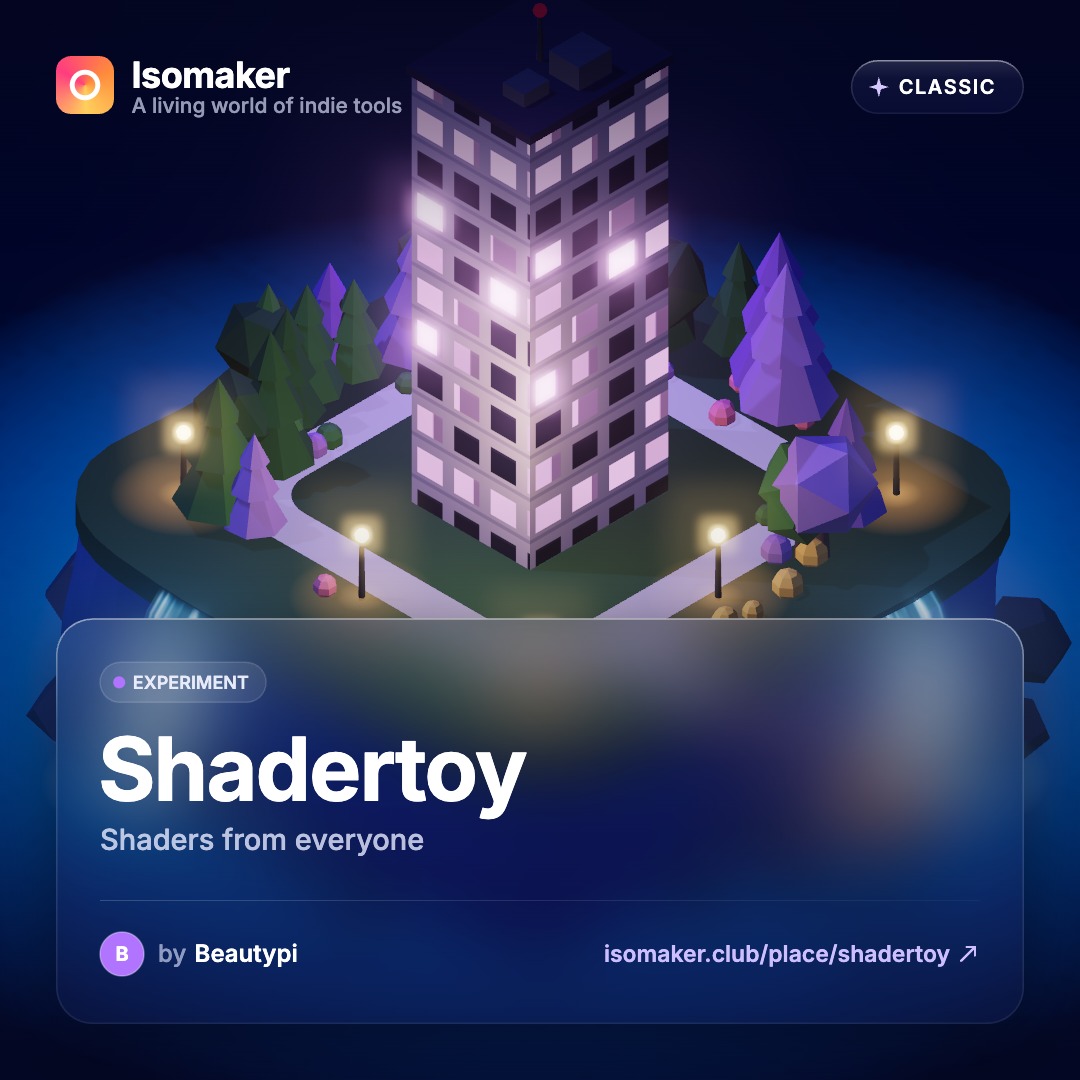 Isomaker
A living world of indie tools
CLASSIC
EXPERIMENT
Shadertoy
Shaders from everyone
B by Beautypi
isomaker.club/place/shadertoy ↗